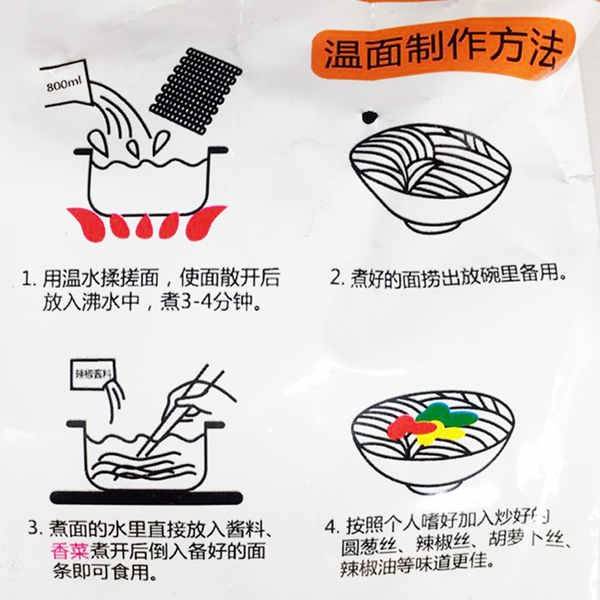 温面制作方法
800ml
1. 用温水揉搓面，使面散开后
放入沸水中，煮3-4分钟。
2. 煮好的面捞出放碗里备用。
辣椒酱料
3. 煮面的水里直接放入酱料、
香菜煮开后倒入备好的面
条即可食用。
4. 按照个人嗜好加入炒好的
圆葱丝、辣椒丝、胡萝卜丝、
辣椒油等味道更佳。